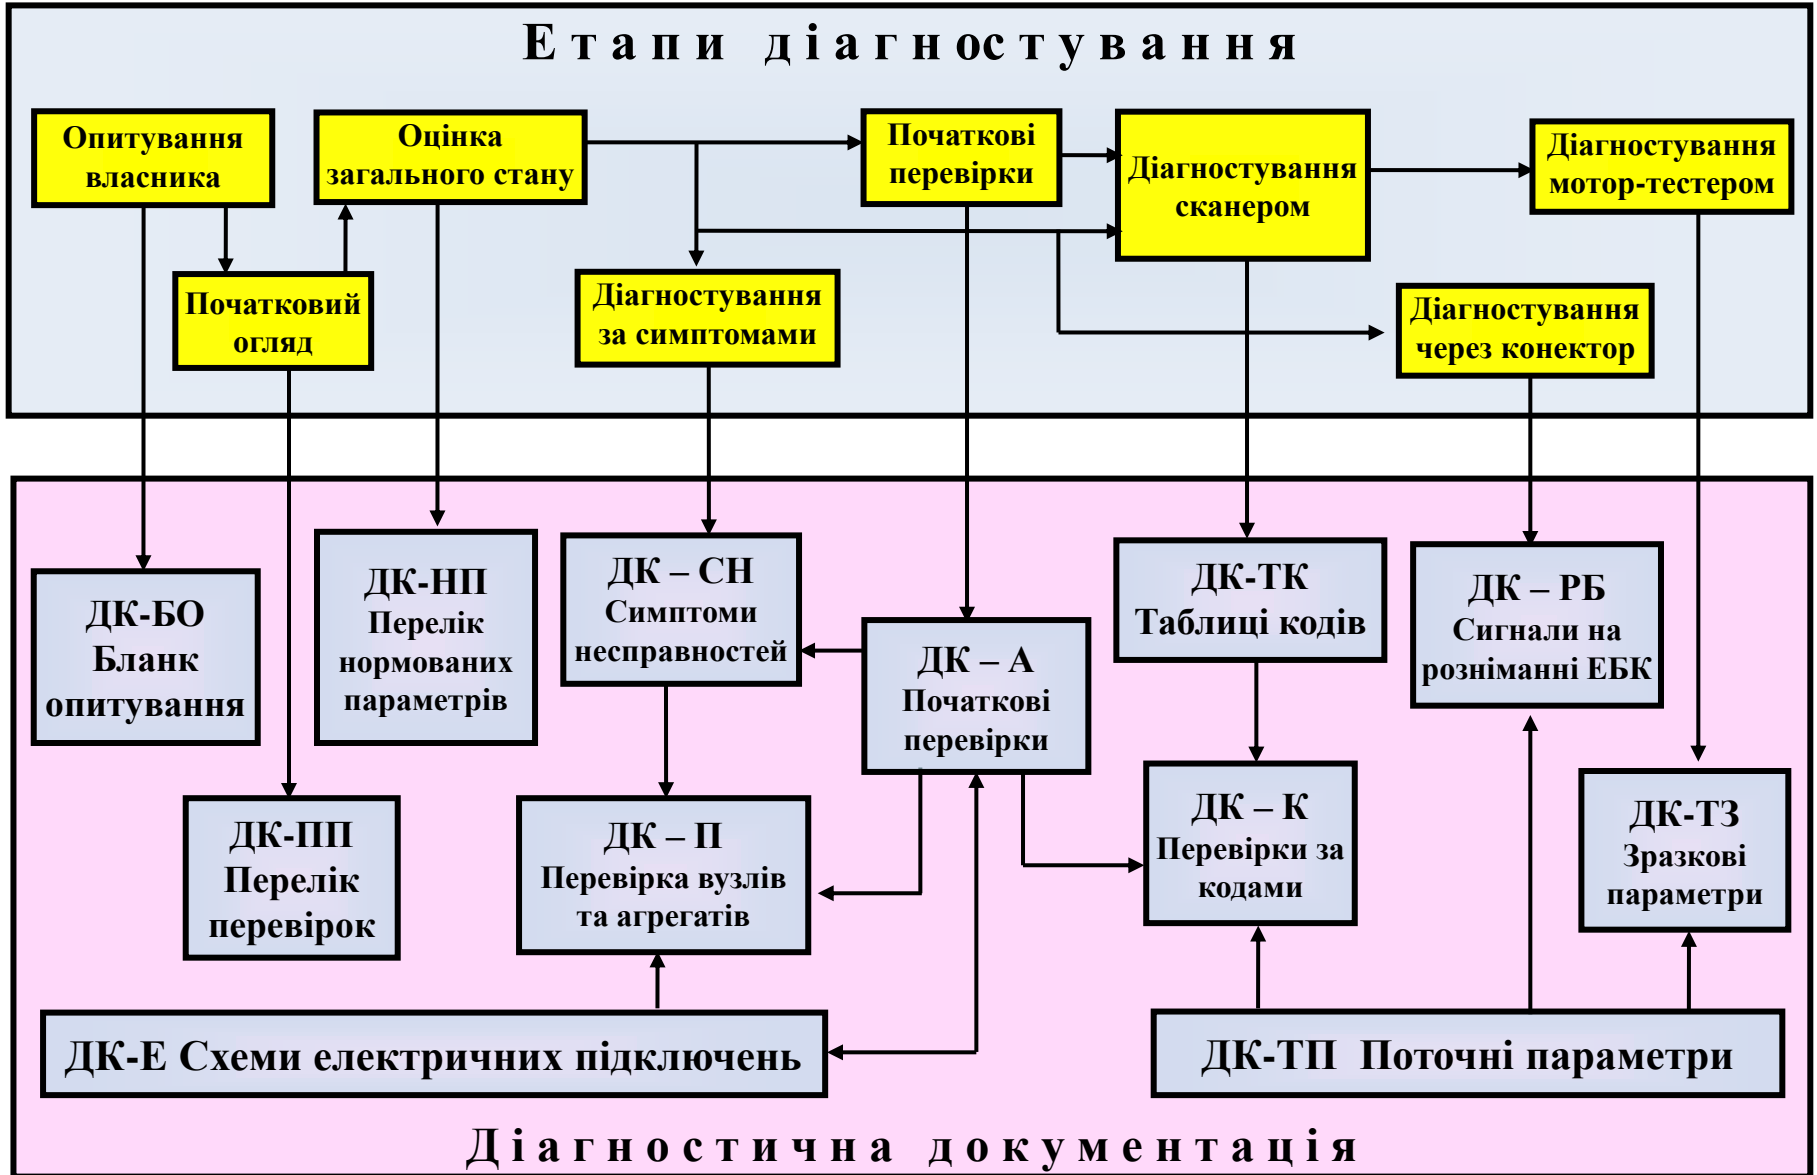 Етапи діагностування
Опитування
власника
Оцінка
загального стану
Початкові
перевірки
Діагностування
сканером
Діагностування
мотор-тестером
Початковий
огляд
Діагностування
за симптомами
Діагностування
через конектор
ДК-БО
Бланк
опитування
ДК-НП
Перелік
нормованих
параметрів
ДК – СН
Симптоми
несправностей
ДК – А
Початкові
перевірки
ДК-ТК
Таблиці кодів
ДК – РБ
Сигнали на
розніманні ЕБК
ДК-ПП
Перелік
перевірок
ДК – П
Перевірка вузлів
та агрегатів
ДК – К
Перевірки за
кодами
ДК-ТЗ
Зразкові
параметри
ДК-Е Схеми електричних підключень
ДК-ТП Поточні параметри
Діагностична документація